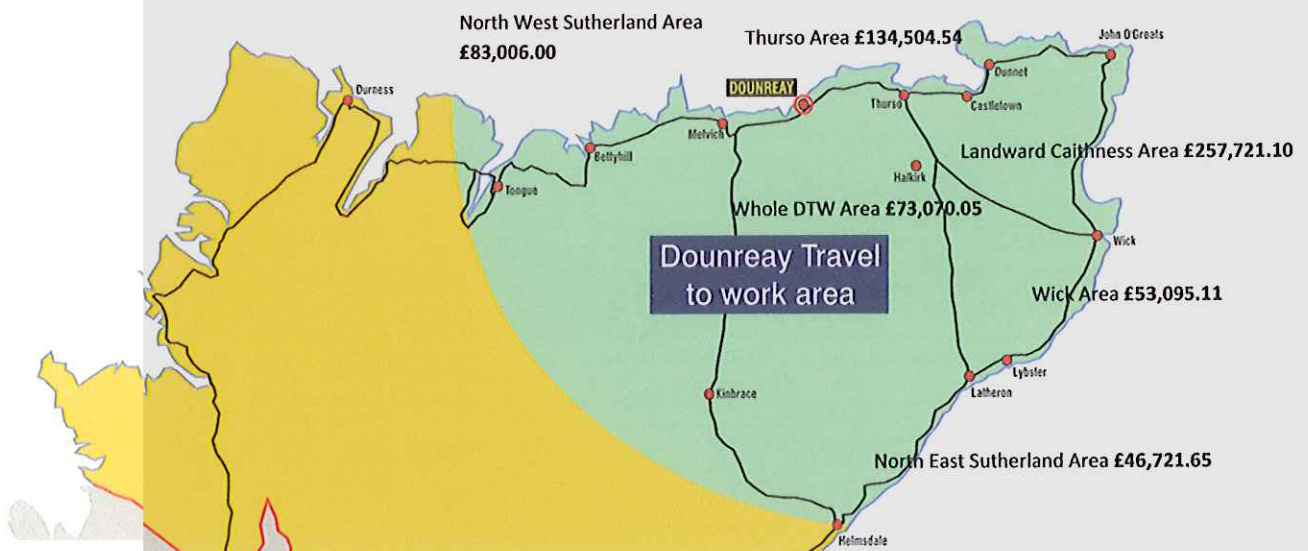 North West Sutherland Area
£83,006.00
Thurso Area £134,504.54
John O'Groats
Dunnet
Durness
DOUNREAY
Thurso
Castletown
Melvich
Bettyhill
Landward Caithness Area £257,721.10
Halkirk
Tongue
Whole DTW Area £73,070.05
Wick
Dounreay Travel
to work area
Wick Area £53,095.11
Lybster
Latheron
Kinbrace
North East Sutherland Area £46,721.65
Helmsdale